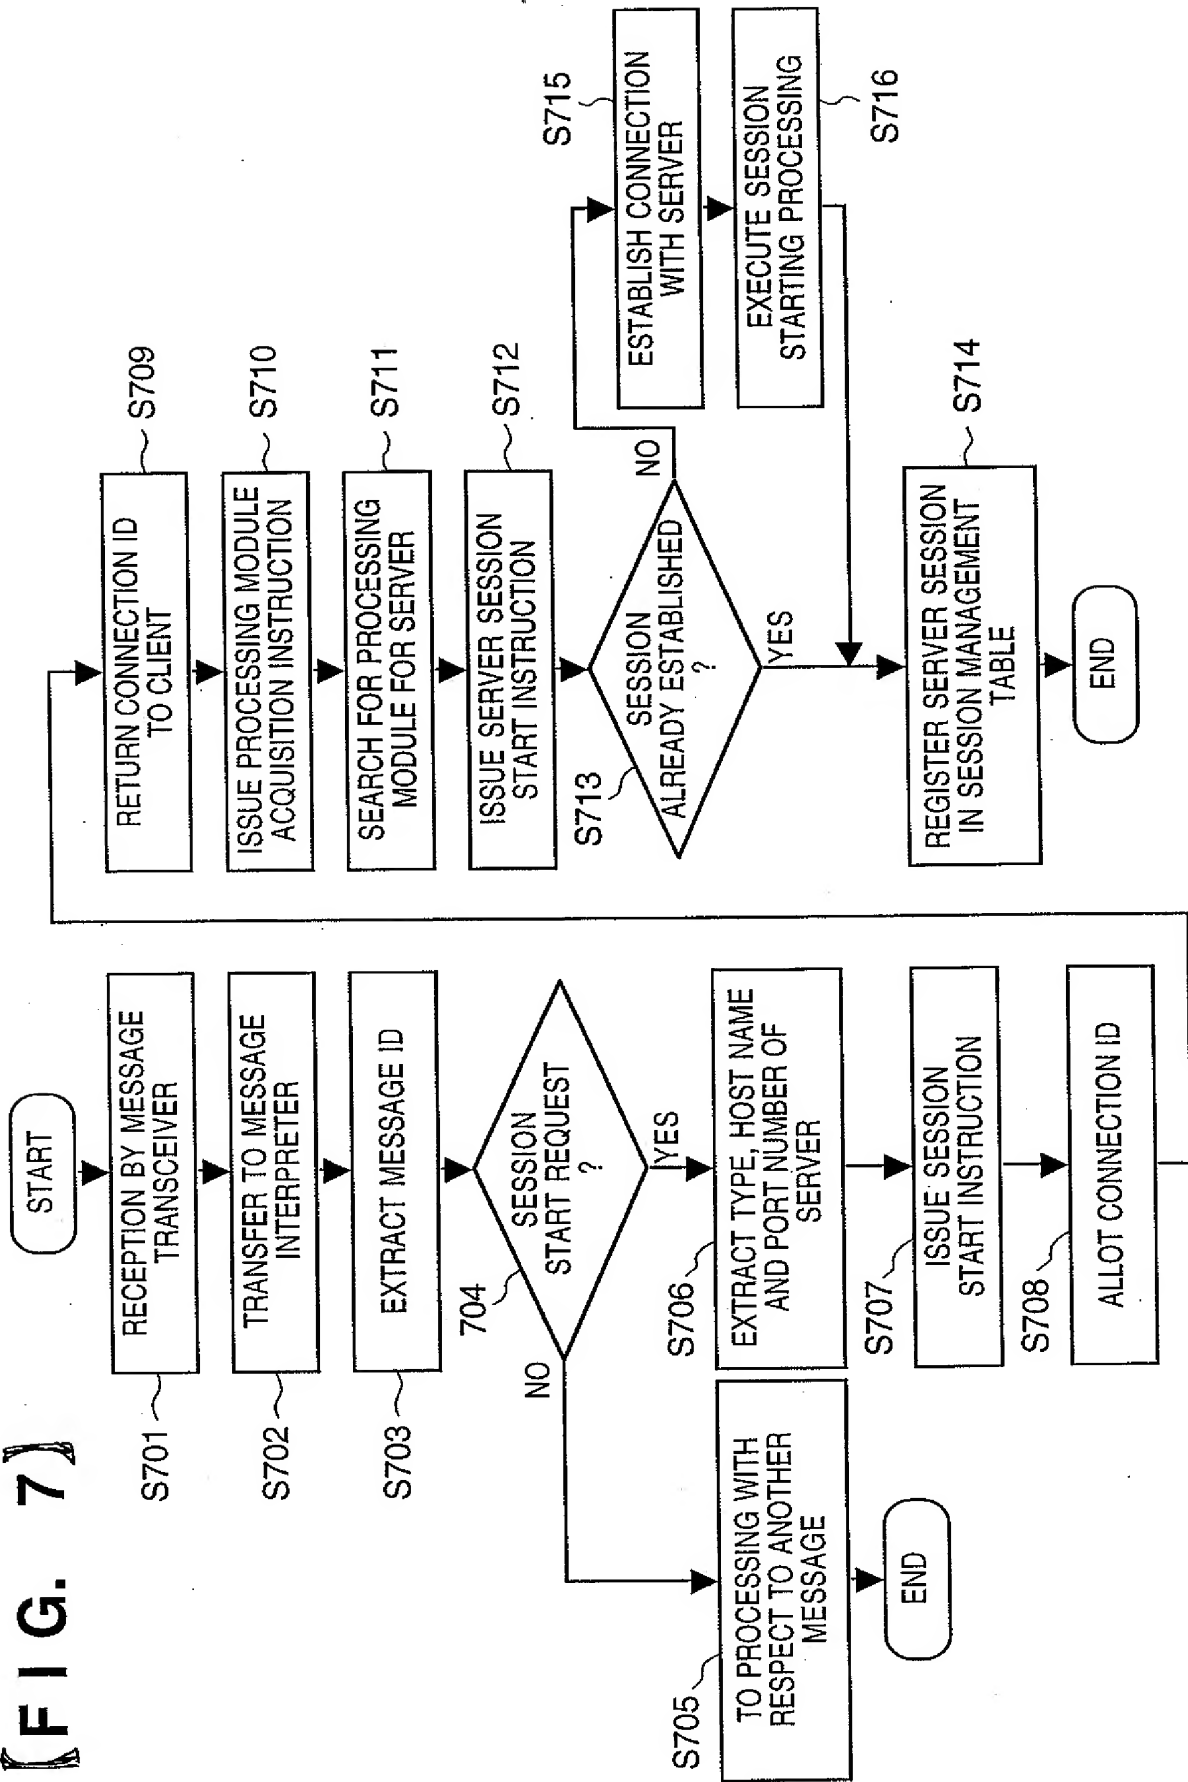 [FIG. 7]
START
RECEPTION BY MESSAGE
TRANSCEIVER
S701
TRANSFER TO MESSAGE
INTERPRETER
S702
EXTRACT MESSAGE ID
S703
SESSION
START REQUEST
?
704
NO
YES
TO PROCESSING WITH
RESPECT TO ANOTHER
MESSAGE
S705
END
EXTRACT TYPE, HOST NAME
AND PORT NUMBER OF
SERVER
S706
ISSUE SESSION
START INSTRUCTION
S707
ALLOT CONNECTION ID
S708
RETURN CONNECTION ID
TO CLIENT
S709
ISSUE PROCESSING MODULE
ACQUISITION INSTRUCTION
S710
SEARCH FOR PROCESSING
MODULE FOR SERVER
S711
ISSUE SERVER SESSION
START INSTRUCTION
S712
SESSION
ALREADY ESTABLISHED
?
S713
NO
YES
ESTABLISH CONNECTION
WITH SERVER
S715
EXECUTE SESSION
STARTING PROCESSING
S716
REGISTER SERVER SESSION
IN SESSION MANAGEMENT
TABLE
S714
END